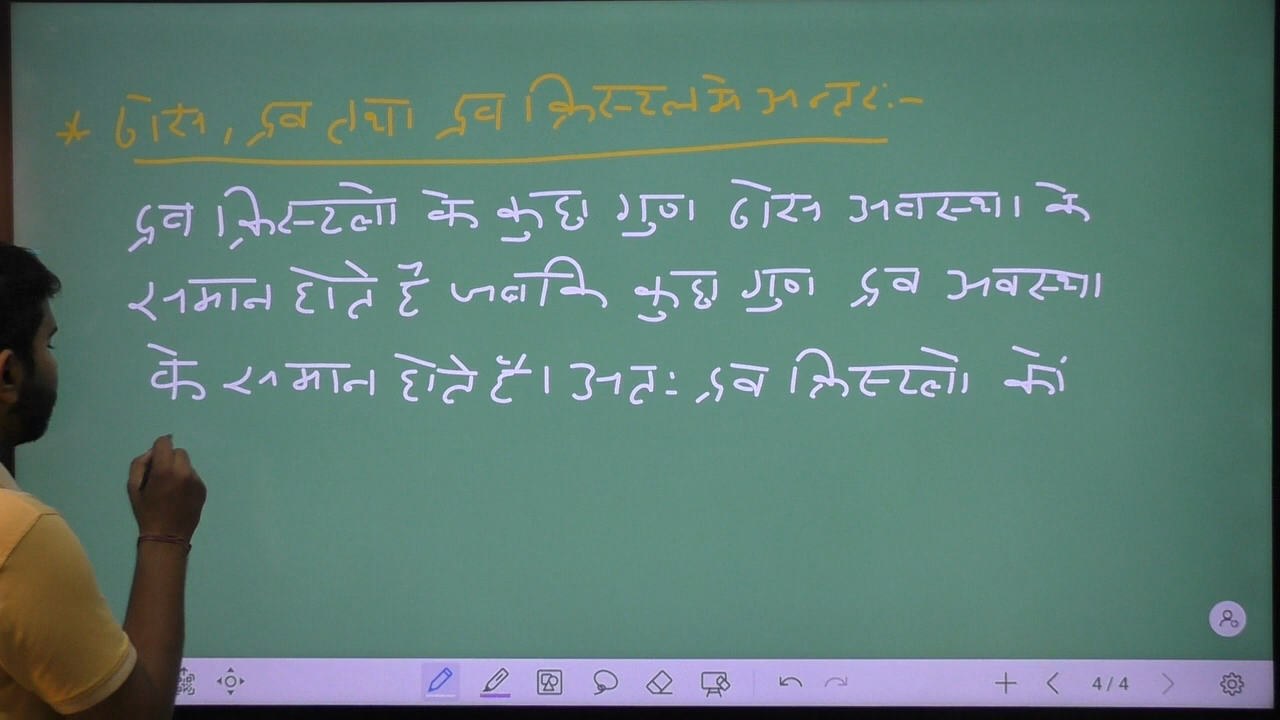 * ठोस, द्रव तथा द्रव क्रिस्टल में अन्तर:-
द्रव क्रिस्टलो के कुछ गुण ठोस अवस्था के
समान होते है जबकि कुछ गुण द्रव अवस्था
के समान होते हैं। अतः द्रव क्रिस्टलो को
4/4